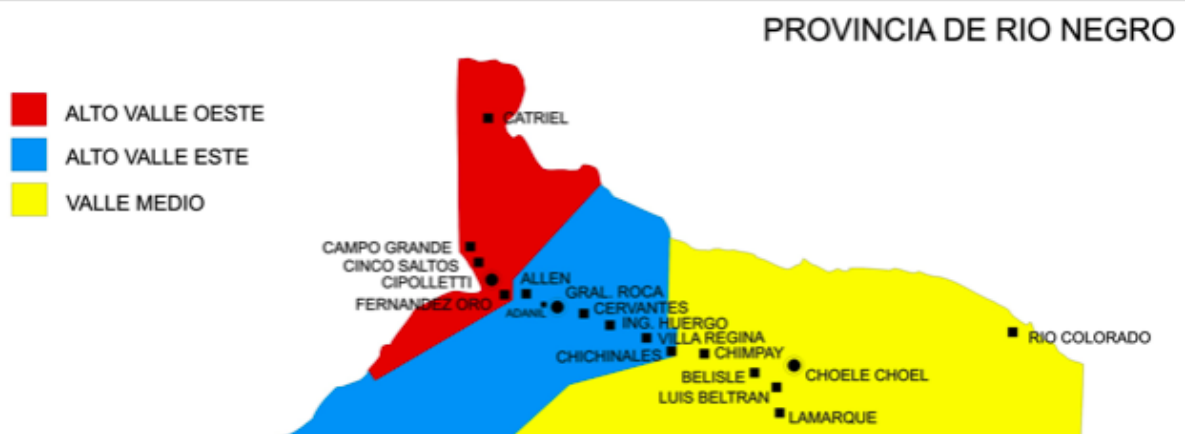 PROVINCIA DE RIO NEGRO
ALTO VALLE OESTE
ALTO VALLE ESTE
VALLE MEDIO
CATRIEL
CAMPO GRANDE
CINCO SALTOS
CIPOLLETTI
FERNANDEZ ORO
ALLEN
ADANIL
GRAL. ROCA
CERVANTES
ING. HUERGO
VILLA REGINA
CHICHINALES
CHIMPAY
BELISLE
CHOELE CHOEL
LUIS BELTRAN
LAMARQUE
RIO COLORADO